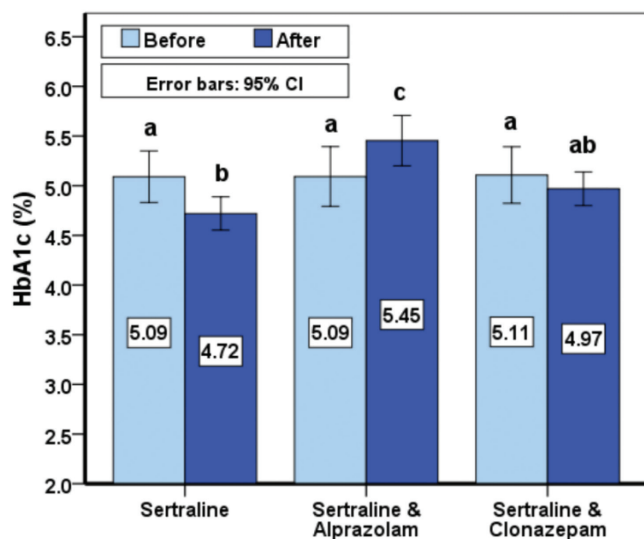 Before After
Error bars: 95% CI
HbA1c (%)
6.5
6.0
5.5
5.0
4.5
4.0
3.5
3.0
2.5
2.0
a b a c a ab
5.09 4.72 5.09 5.45 5.11 4.97
Sertraline
Sertraline &
Alprazolam
Sertraline &
Clonazepam